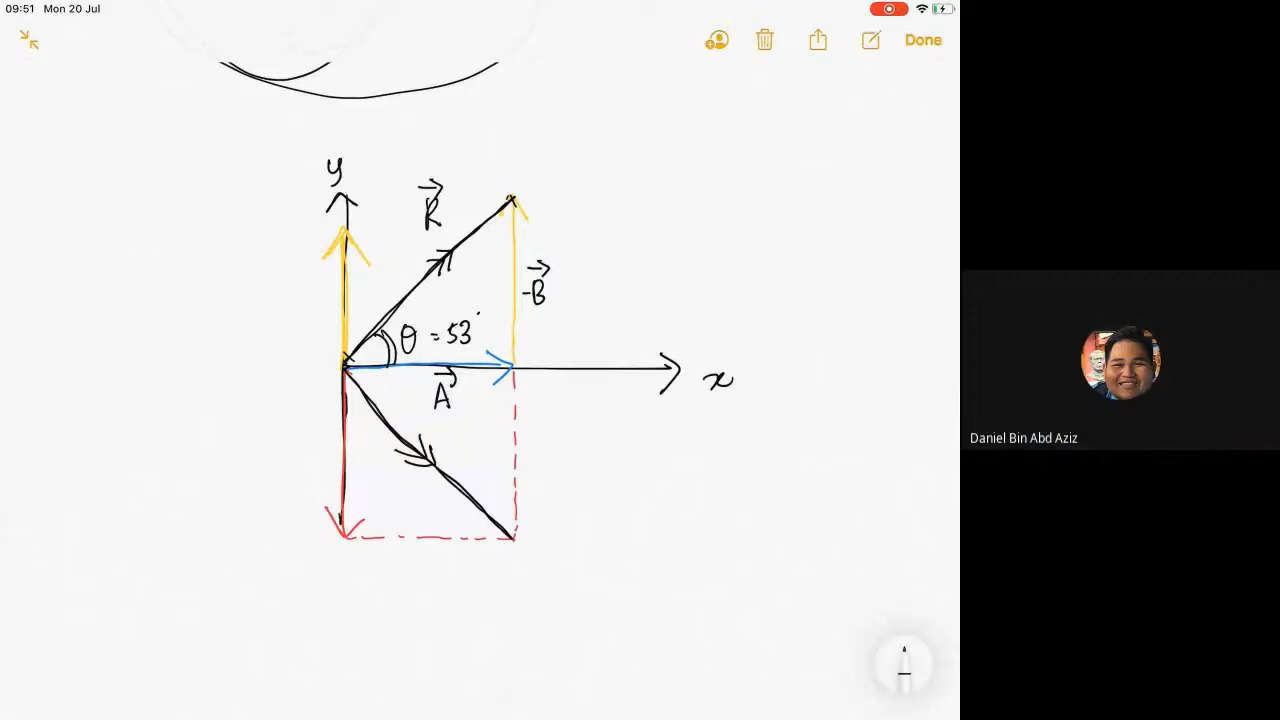 09:51 Mon 20 Jul
Done
y
R
-B
θ = 53°
A
x
Daniel Bin Abd Aziz